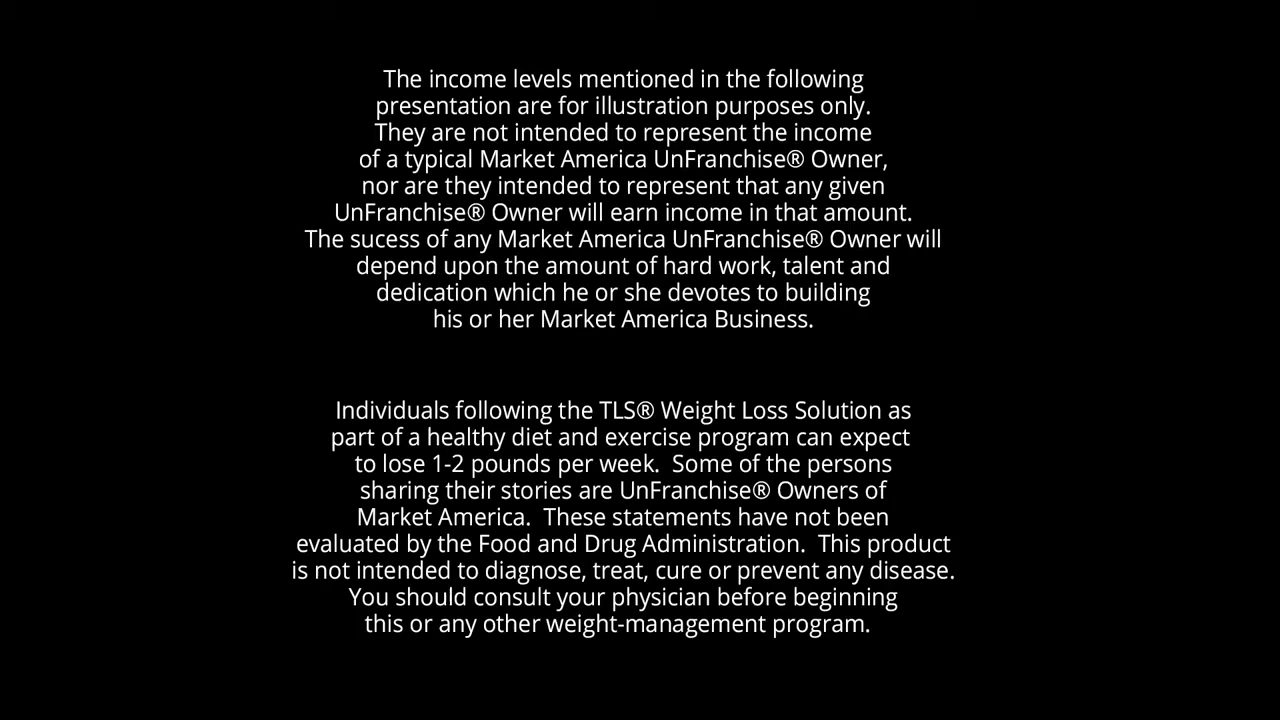 The income levels mentioned in the following
presentation are for illustration purposes only.
They are not intended to represent the income
of a typical Market America UnFranchise® Owner,
nor are they intended to represent that any given
UnFranchise® Owner will earn income in that amount.
The sucess of any Market America UnFranchise® Owner will
depend upon the amount of hard work, talent and
dedication which he or she devotes to building
his or her Market America Business.
Individuals following the TLS® Weight Loss Solution as
part of a healthy diet and exercise program can expect
to lose 1-2 pounds per week.  Some of the persons
sharing their stories are UnFranchise® Owners of
Market America.  These statements have not been
evaluated by the Food and Drug Administration.  This product
is not intended to diagnose, treat, cure or prevent any disease.
You should consult your physician before beginning
this or any other weight-management program.